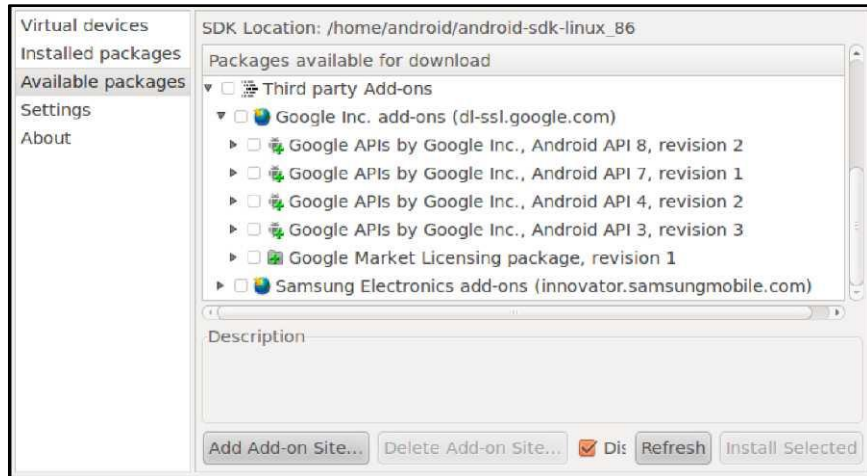 Virtual devices
Installed packages
Available packages
Settings
About
SDK Location: /home/android/android-sdk-linux_86
Packages available for download
Third party Add-ons
Google Inc. add-ons (dl-ssl.google.com)
Google APIs by Google Inc., Android API 8, revision 2
Google APIs by Google Inc., Android API 7, revision 1
Google APIs by Google Inc., Android API 4, revision 2
Google APIs by Google Inc., Android API 3, revision 3
Google Market Licensing package, revision 1
Samsung Electronics add-ons (innovator.samsungmobile.com)
Description
Add Add-on Site... Delete Add-on Site... Dis Refresh Install Selected